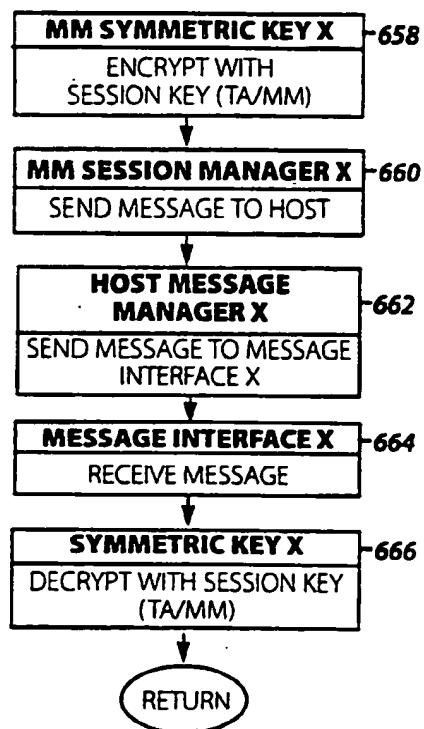 MM SYMMETRIC KEY X
658
ENCRYPT WITH
SESSION KEY (TA/MM)
MM SESSION MANAGER X
660
SEND MESSAGE TO HOST
HOST MESSAGE
MANAGER X
662
SEND MESSAGE TO MESSAGE
INTERFACE X
MESSAGE INTERFACE X
664
RECEIVE MESSAGE
SYMMETRIC KEY X
666
DECRYPT WITH SESSION KEY
(TA/MM)
RETURN